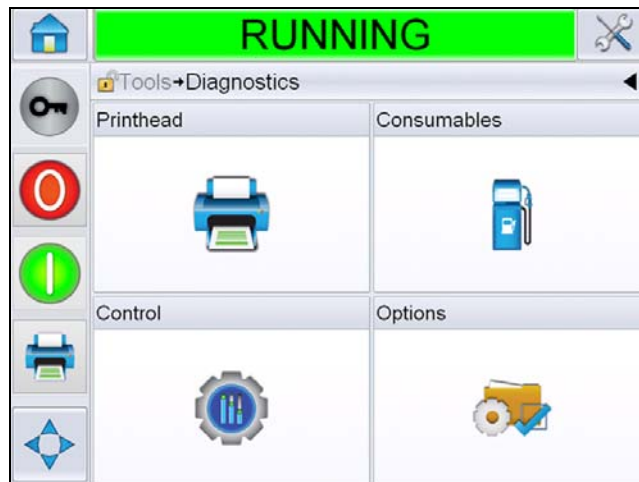 RUNNING
Tools→Diagnostics
Printhead
Consumables
Control
Options